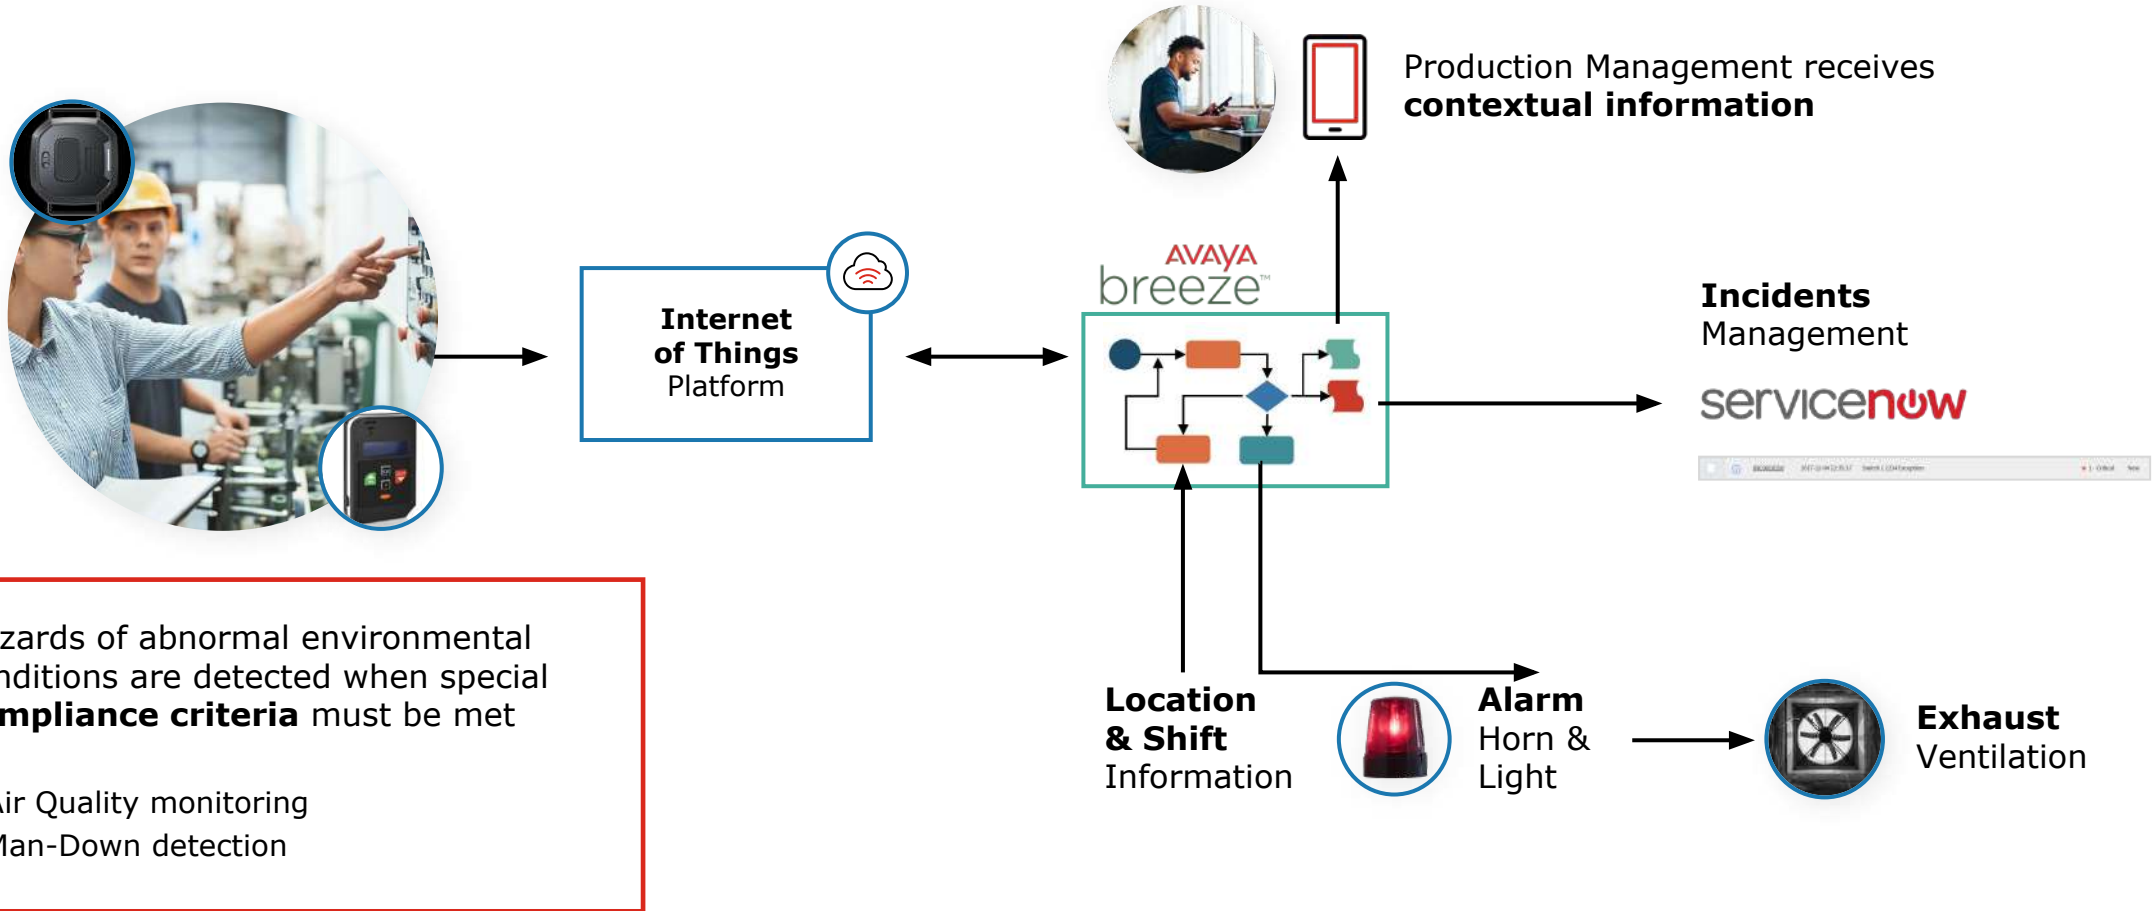 Production Management receives
contextual information
AVAYA
breeze™
Internet
of Things
Platform
Incidents
Management
servicenow
zards of abnormal environmental
nditions are detected when special
mpliance criteria must be met
Air Quality monitoring
Man-Down detection
Location
& Shift
Information
Alarm
Horn &
Light
Exhaust
Ventilation